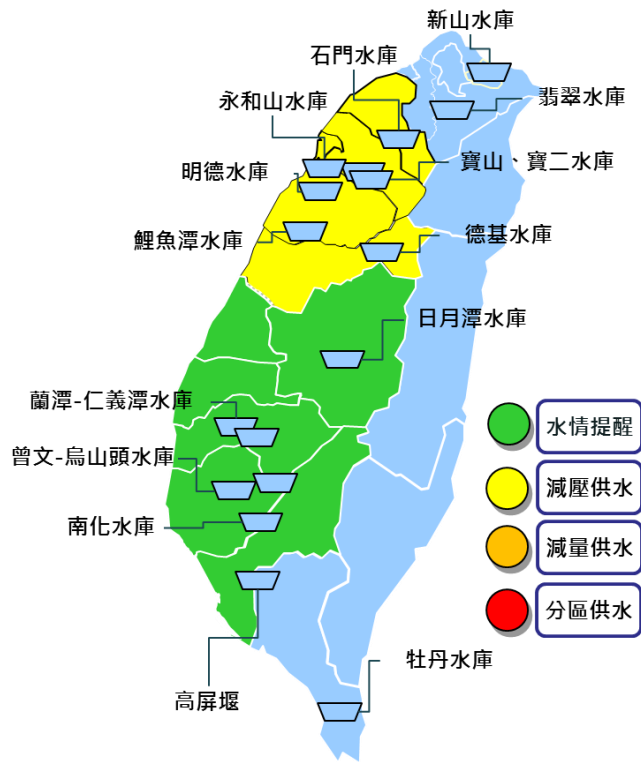 新山水庫
石門水庫
翡翠水庫
永和山水庫
寶山、寶二水庫
明德水庫
鯉魚潭水庫
德基水庫
日月潭水庫
蘭潭-仁義潭水庫
水情提醒
曾文-烏山頭水庫
減壓供水
南化水庫
減量供水
分區供水
牡丹水庫
高屏堰